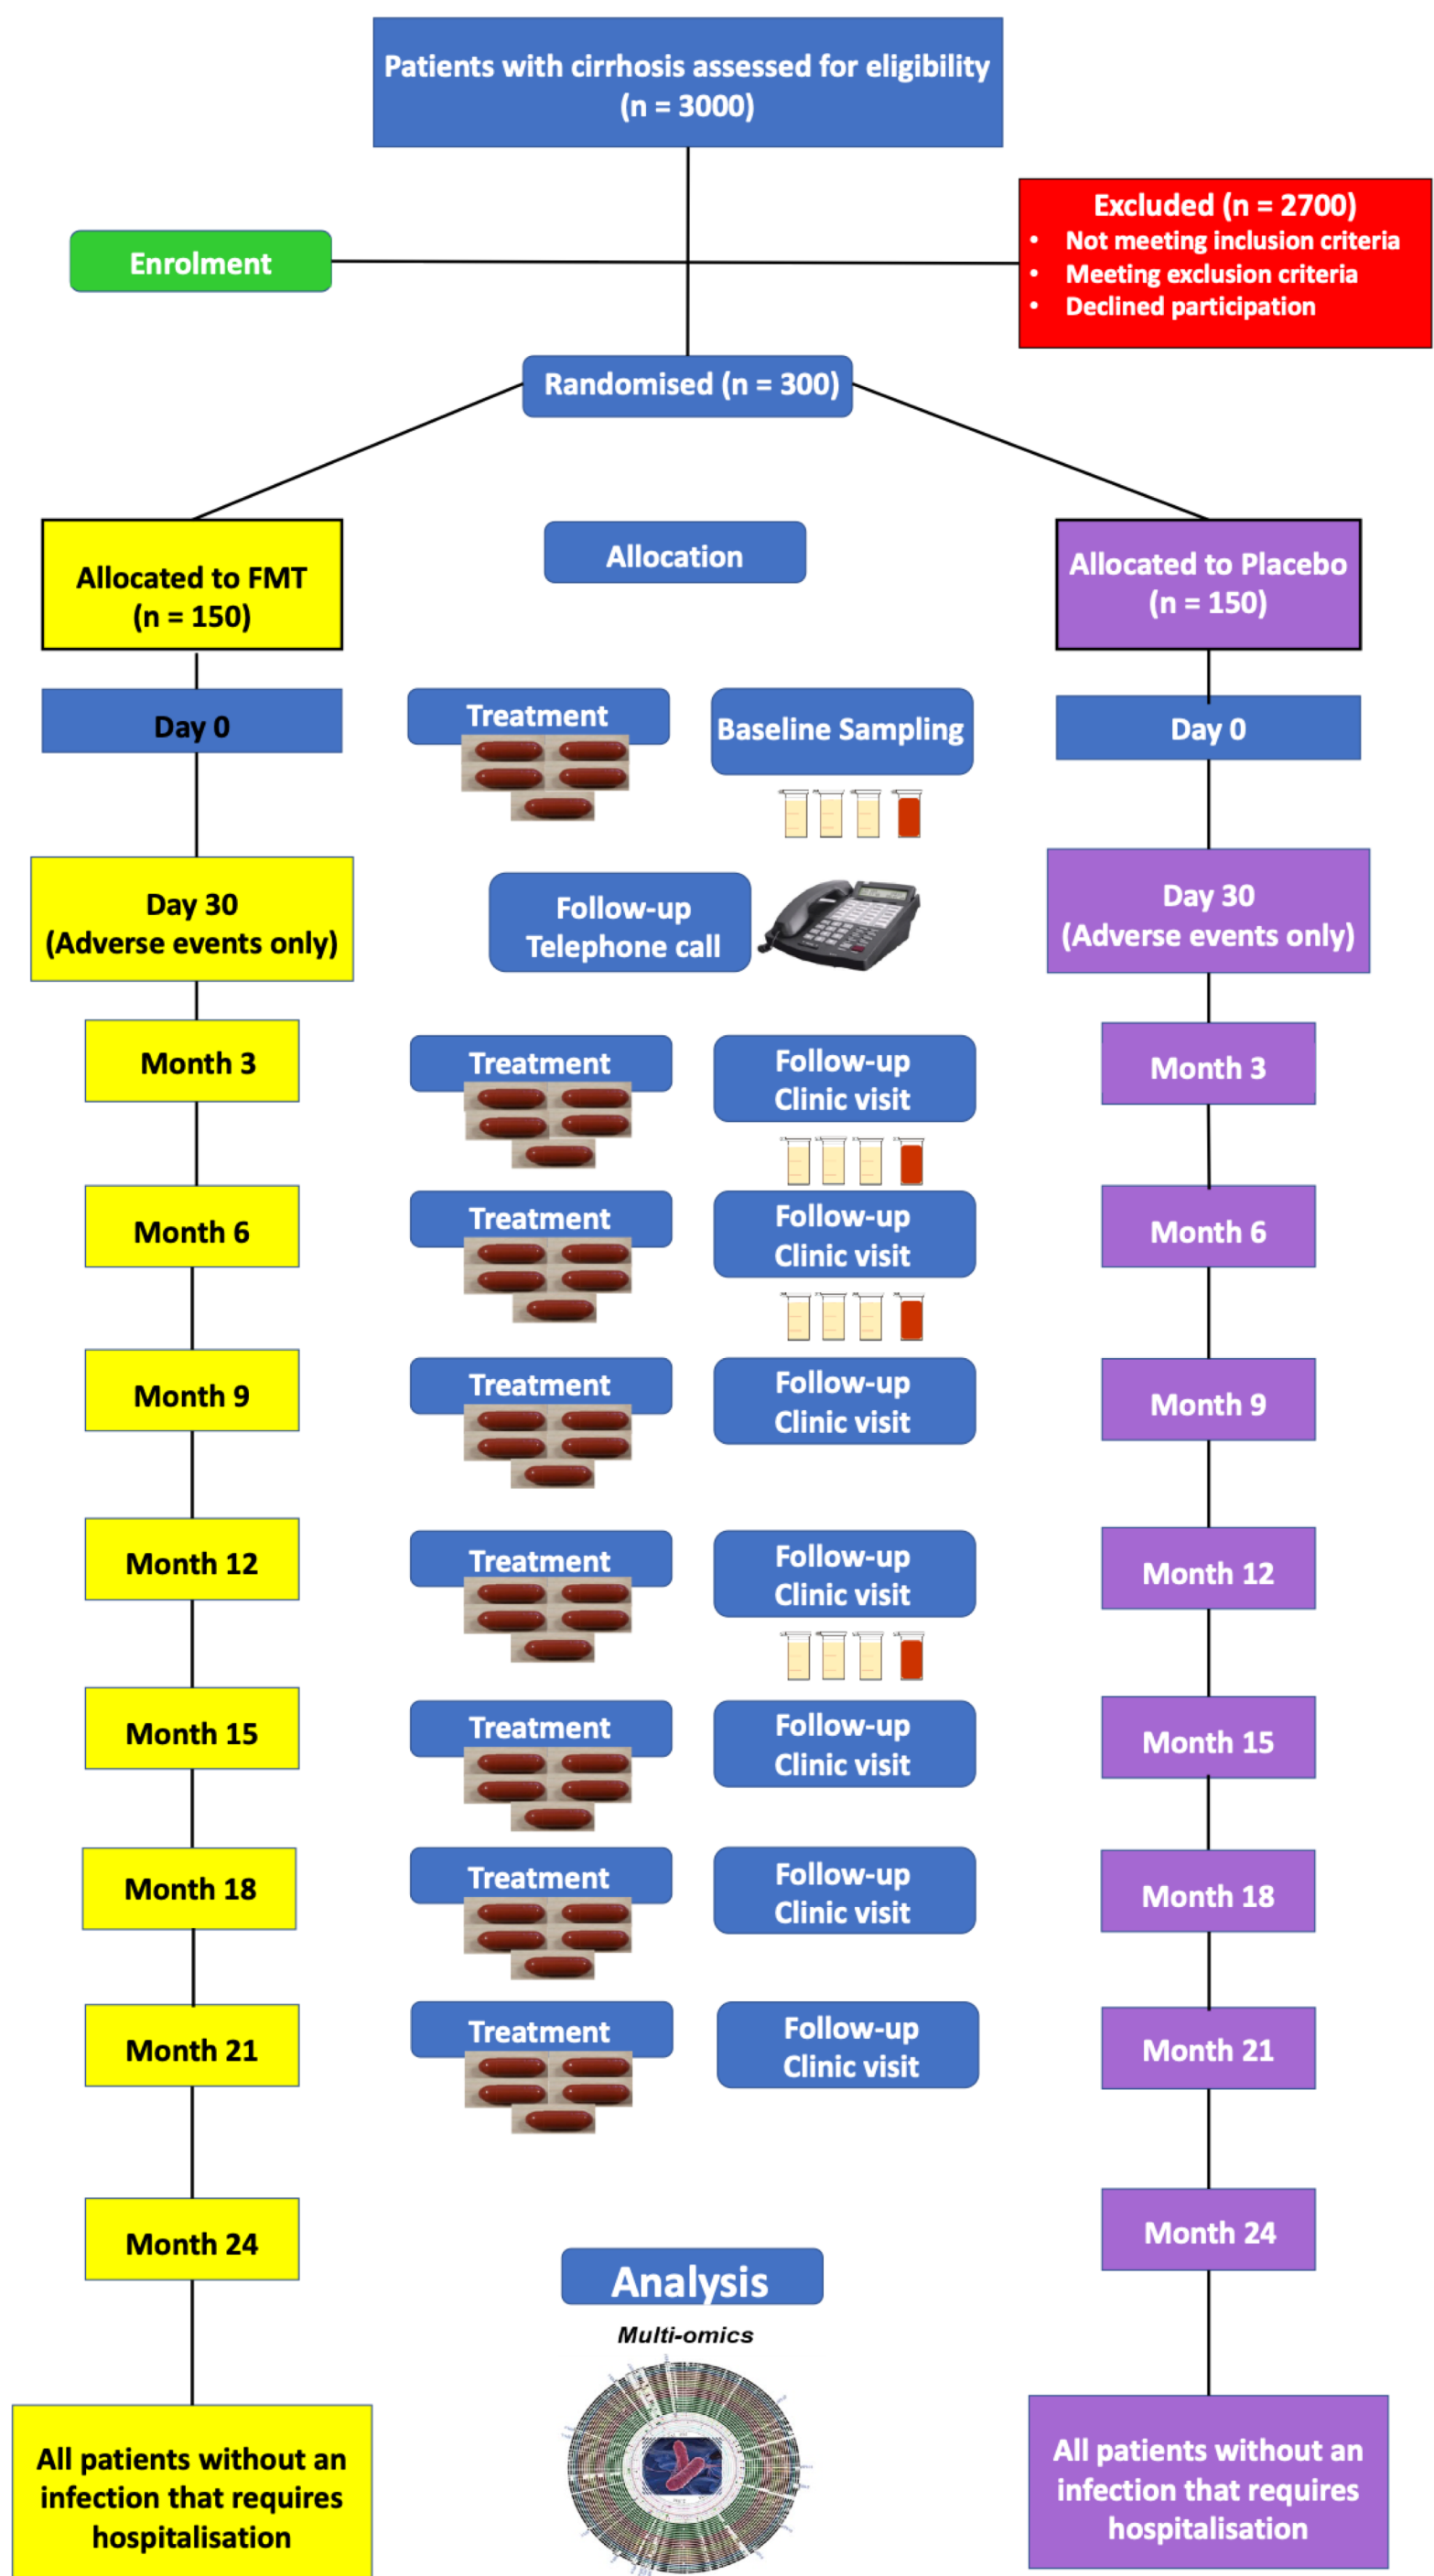 Patients with cirrhosis assessed for eligibility
(n = 3000)
Excluded (n = 2700)
• Not meeting inclusion criteria
• Meeting exclusion criteria
• Declined participation
Enrolment
Randomised (n = 300)
Allocated to FMT
(n = 150)
Allocation
Allocated to Placebo
(n = 150)
Day 0
Treatment
Baseline Sampling
Day 0
Day 30
(Adverse events only)
Follow-up
Telephone call
Day 30
(Adverse events only)
Month 3
Treatment
Follow-up
Clinic visit
Month 3
Month 6
Treatment
Follow-up
Clinic visit
Month 6
Month 9
Treatment
Follow-up
Clinic visit
Month 9
Month 12
Treatment
Follow-up
Clinic visit
Month 12
Month 15
Treatment
Follow-up
Clinic visit
Month 15
Month 18
Treatment
Follow-up
Clinic visit
Month 18
Month 21
Treatment
Follow-up
Clinic visit
Month 21
Month 24
Month 24
Analysis
Multi-omics
All patients without an
infection that requires
hospitalisation
All patients without an
infection that requires
hospitalisation